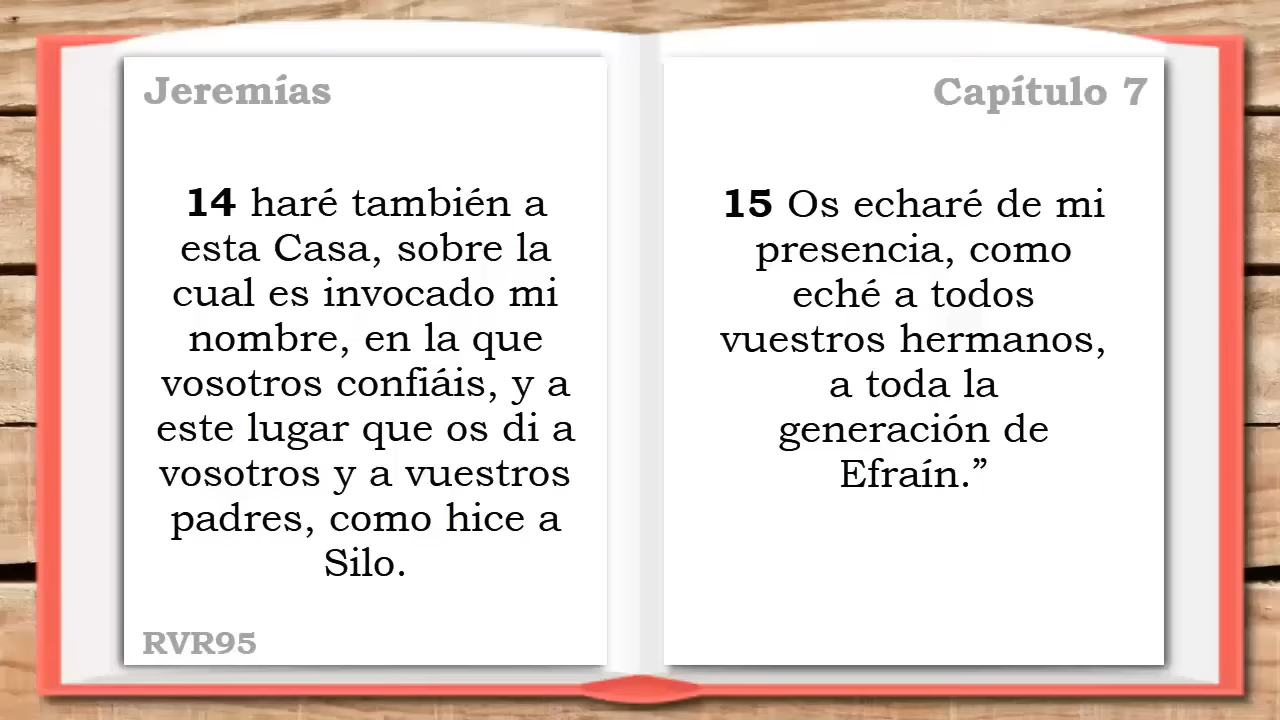 Jeremías
14 haré también a
esta Casa, sobre la
cual es invocado mi
nombre, en la que
vosotros confiáis, y a
este lugar que os di a
vosotros y a vuestros
padres, como hice a
Silo.
RVR95
Capítulo 7
15 Os echaré de mi
presencia, como
eché a todos
vuestros hermanos,
a toda la
generación de
Efraín.”